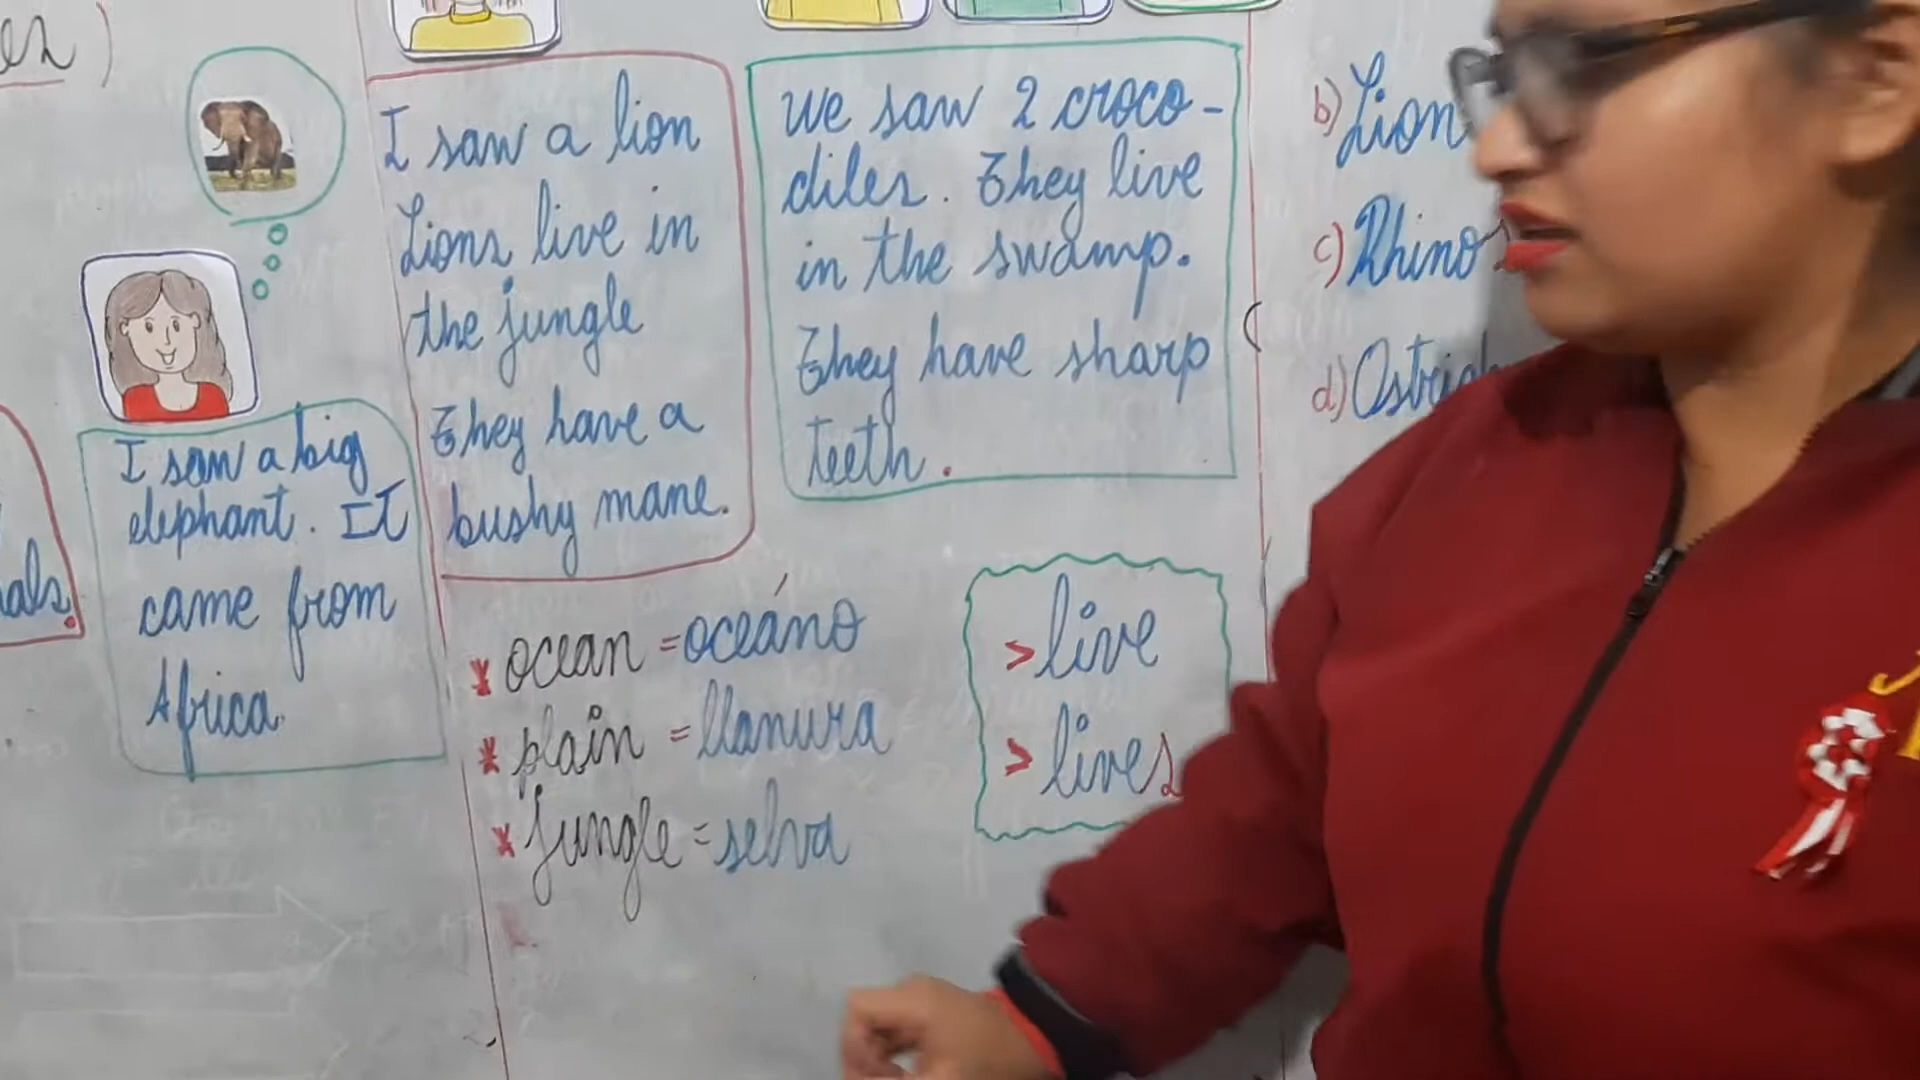 I saw a big
elephant. It
came from
Africa.
I saw a lion
Lions live in
the jungle
They have a
bushy mane.
We saw 2 croco-
diles. They live
in the swamp.
They have sharp
teeth.
* ocean = oceáno
* plain = llanura
* jungle = selva
> live
> lives
b) Lion
c) Rhinos
d) Ostrich